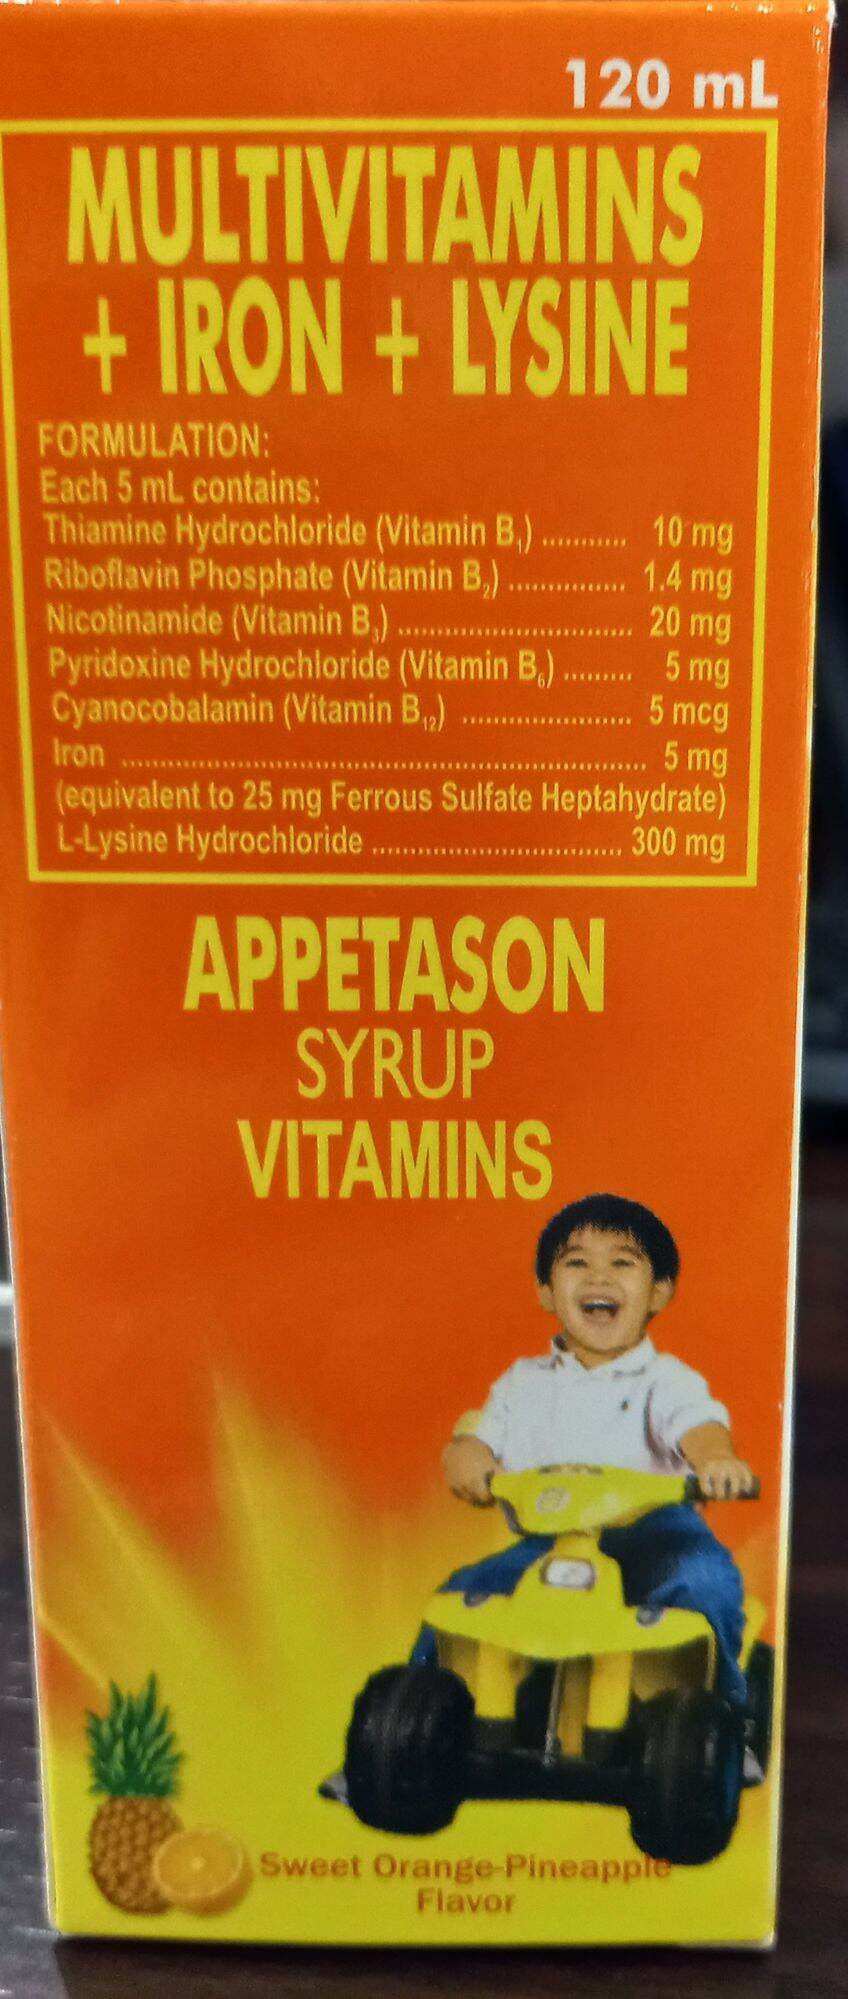 120 mL
MULTIVITAMINS
+ IRON + LYSINE
FORMULATION:
Each 5 mL contains:
Thiamine Hydrochloride (Vitamin B₁) ........... 10 mg
Riboflavin Phosphate (Vitamin B₂) ............... 1.4 mg
Nicotinamide (Vitamin B₃) .............................. 20 mg
Pyridoxine Hydrochloride (Vitamin B₆) ......... 5 mg
Cyanocobalamin (Vitamin B₁₂) ...................... 5 mcg
Iron .................................................................... 5 mg
(equivalent to 25 mg Ferrous Sulfate Heptahydrate)
L-Lysine Hydrochloride ................................ 300 mg
APPETASON
SYRUP
VITAMINS
Sweet Orange-Pineapple
Flavor